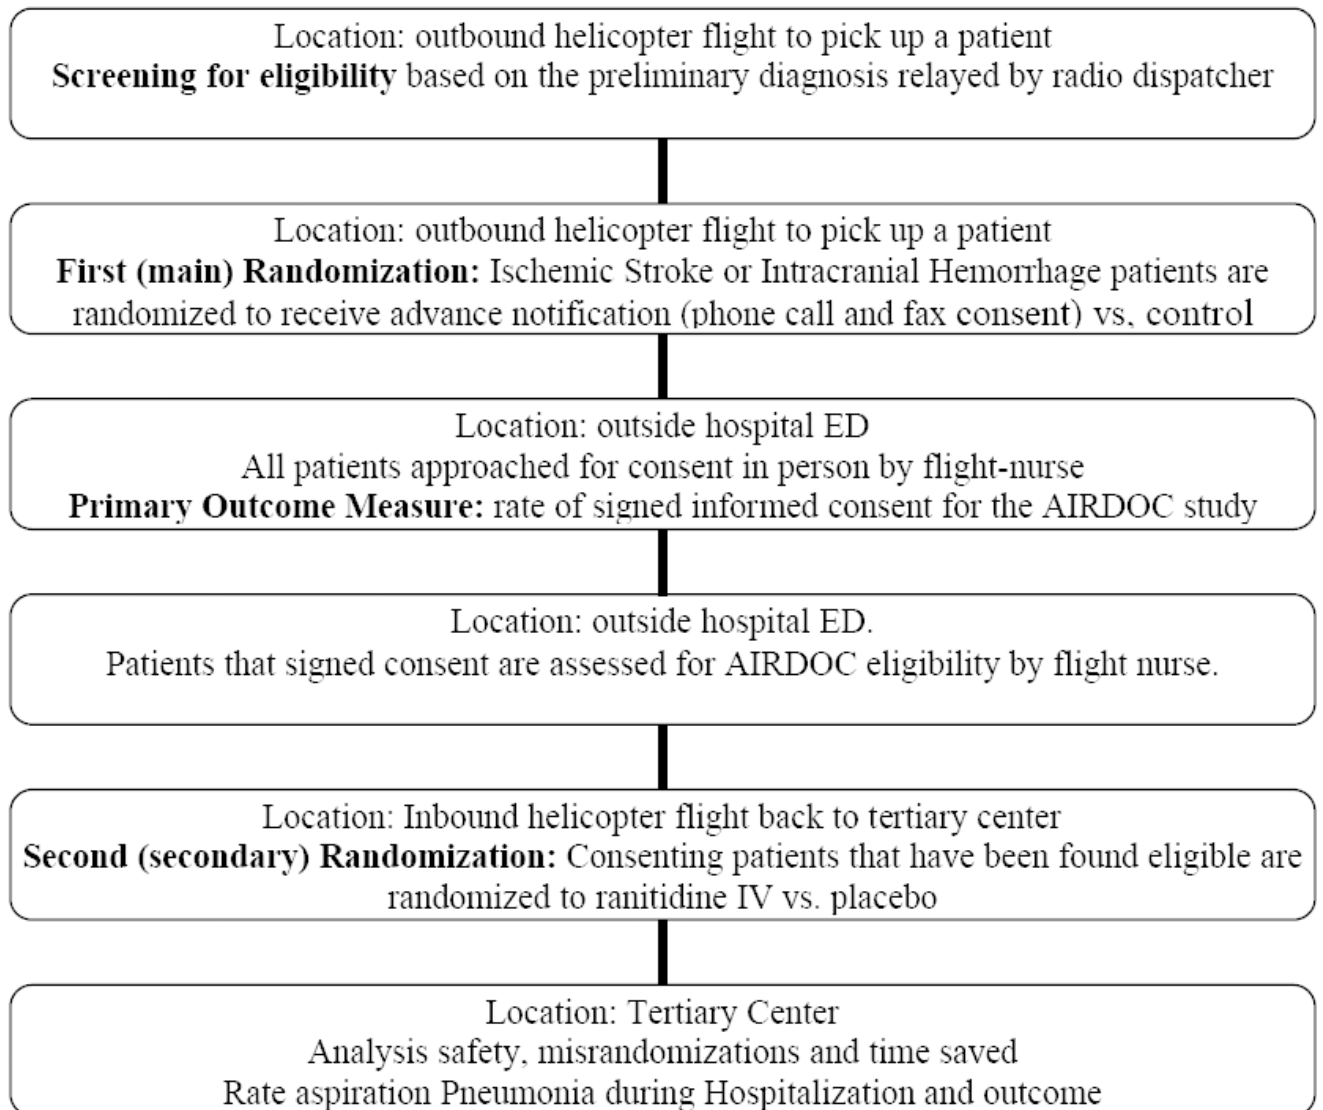 Location: outbound helicopter flight to pick up a patient
Screening for eligibility based on the preliminary diagnosis relayed by radio dispatcher
Location: outbound helicopter flight to pick up a patient
First (main) Randomization: Ischemic Stroke or Intracranial Hemorrhage patients are
randomized to receive advance notification (phone call and fax consent) vs. control
Location: outside hospital ED
All patients approached for consent in person by flight-nurse
Primary Outcome Measure: rate of signed informed consent for the AIRDOC study
Location: outside hospital ED.
Patients that signed consent are assessed for AIRDOC eligibility by flight nurse.
Location: Inbound helicopter flight back to tertiary center
Second (secondary) Randomization: Consenting patients that have been found eligible are
randomized to ranitidine IV vs. placebo
Location: Tertiary Center
Analysis safety, misrandomizations and time saved
Rate aspiration Pneumonia during Hospitalization and outcome